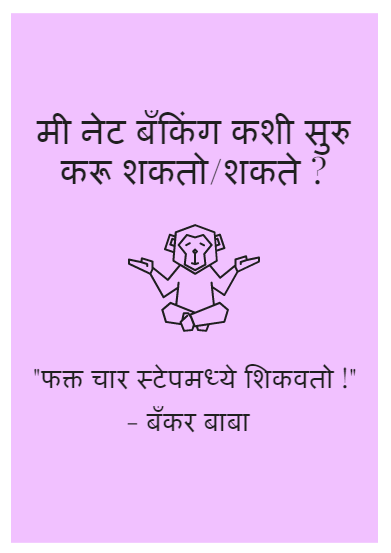 मी नेट बँकिंग कशी सुरु
करू शकतो/शकते ?
"फक्त चार स्टेपमध्ये शिकवतो !"
- बँकर बाबा